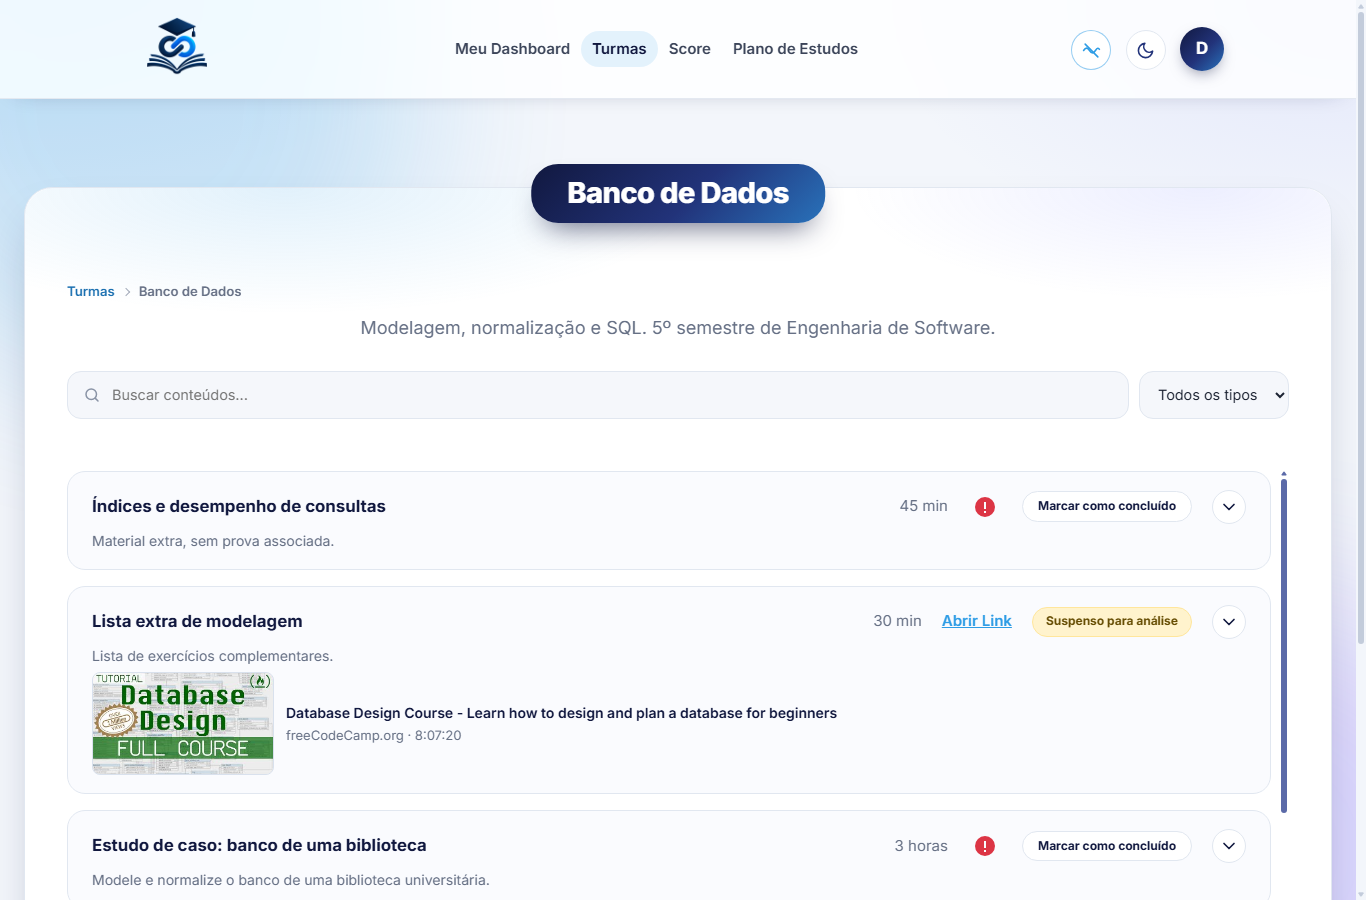 Meu Dashboard
Turmas
Score
Plano de Estudos
D
Banco de Dados
Turmas
Banco de Dados
Modelagem, normalização e SQL. 5º semestre de Engenharia de Software.
Buscar conteúdos...
Todos os tipos
Índices e desempenho de consultas
45 min
Marcar como concluído
Material extra, sem prova associada.
Lista extra de modelagem
30 min
Abrir Link
Suspenso para análise
Lista de exercícios complementares.
TUTORIAL
Database
Design
FULL COURSE
Database Design Course - Learn how to design and plan a database for beginners
freeCodeCamp.org · 8:07:20
Estudo de caso: banco de uma biblioteca
3 horas
Marcar como concluído
Modele e normalize o banco de uma biblioteca universitária.